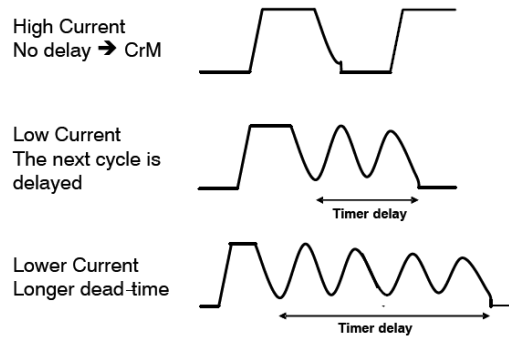 High Current
No delay ➔ CrM
Low Current
The next cycle is
delayed
Timer delay
Lower Current
Longer dead-time
Timer delay